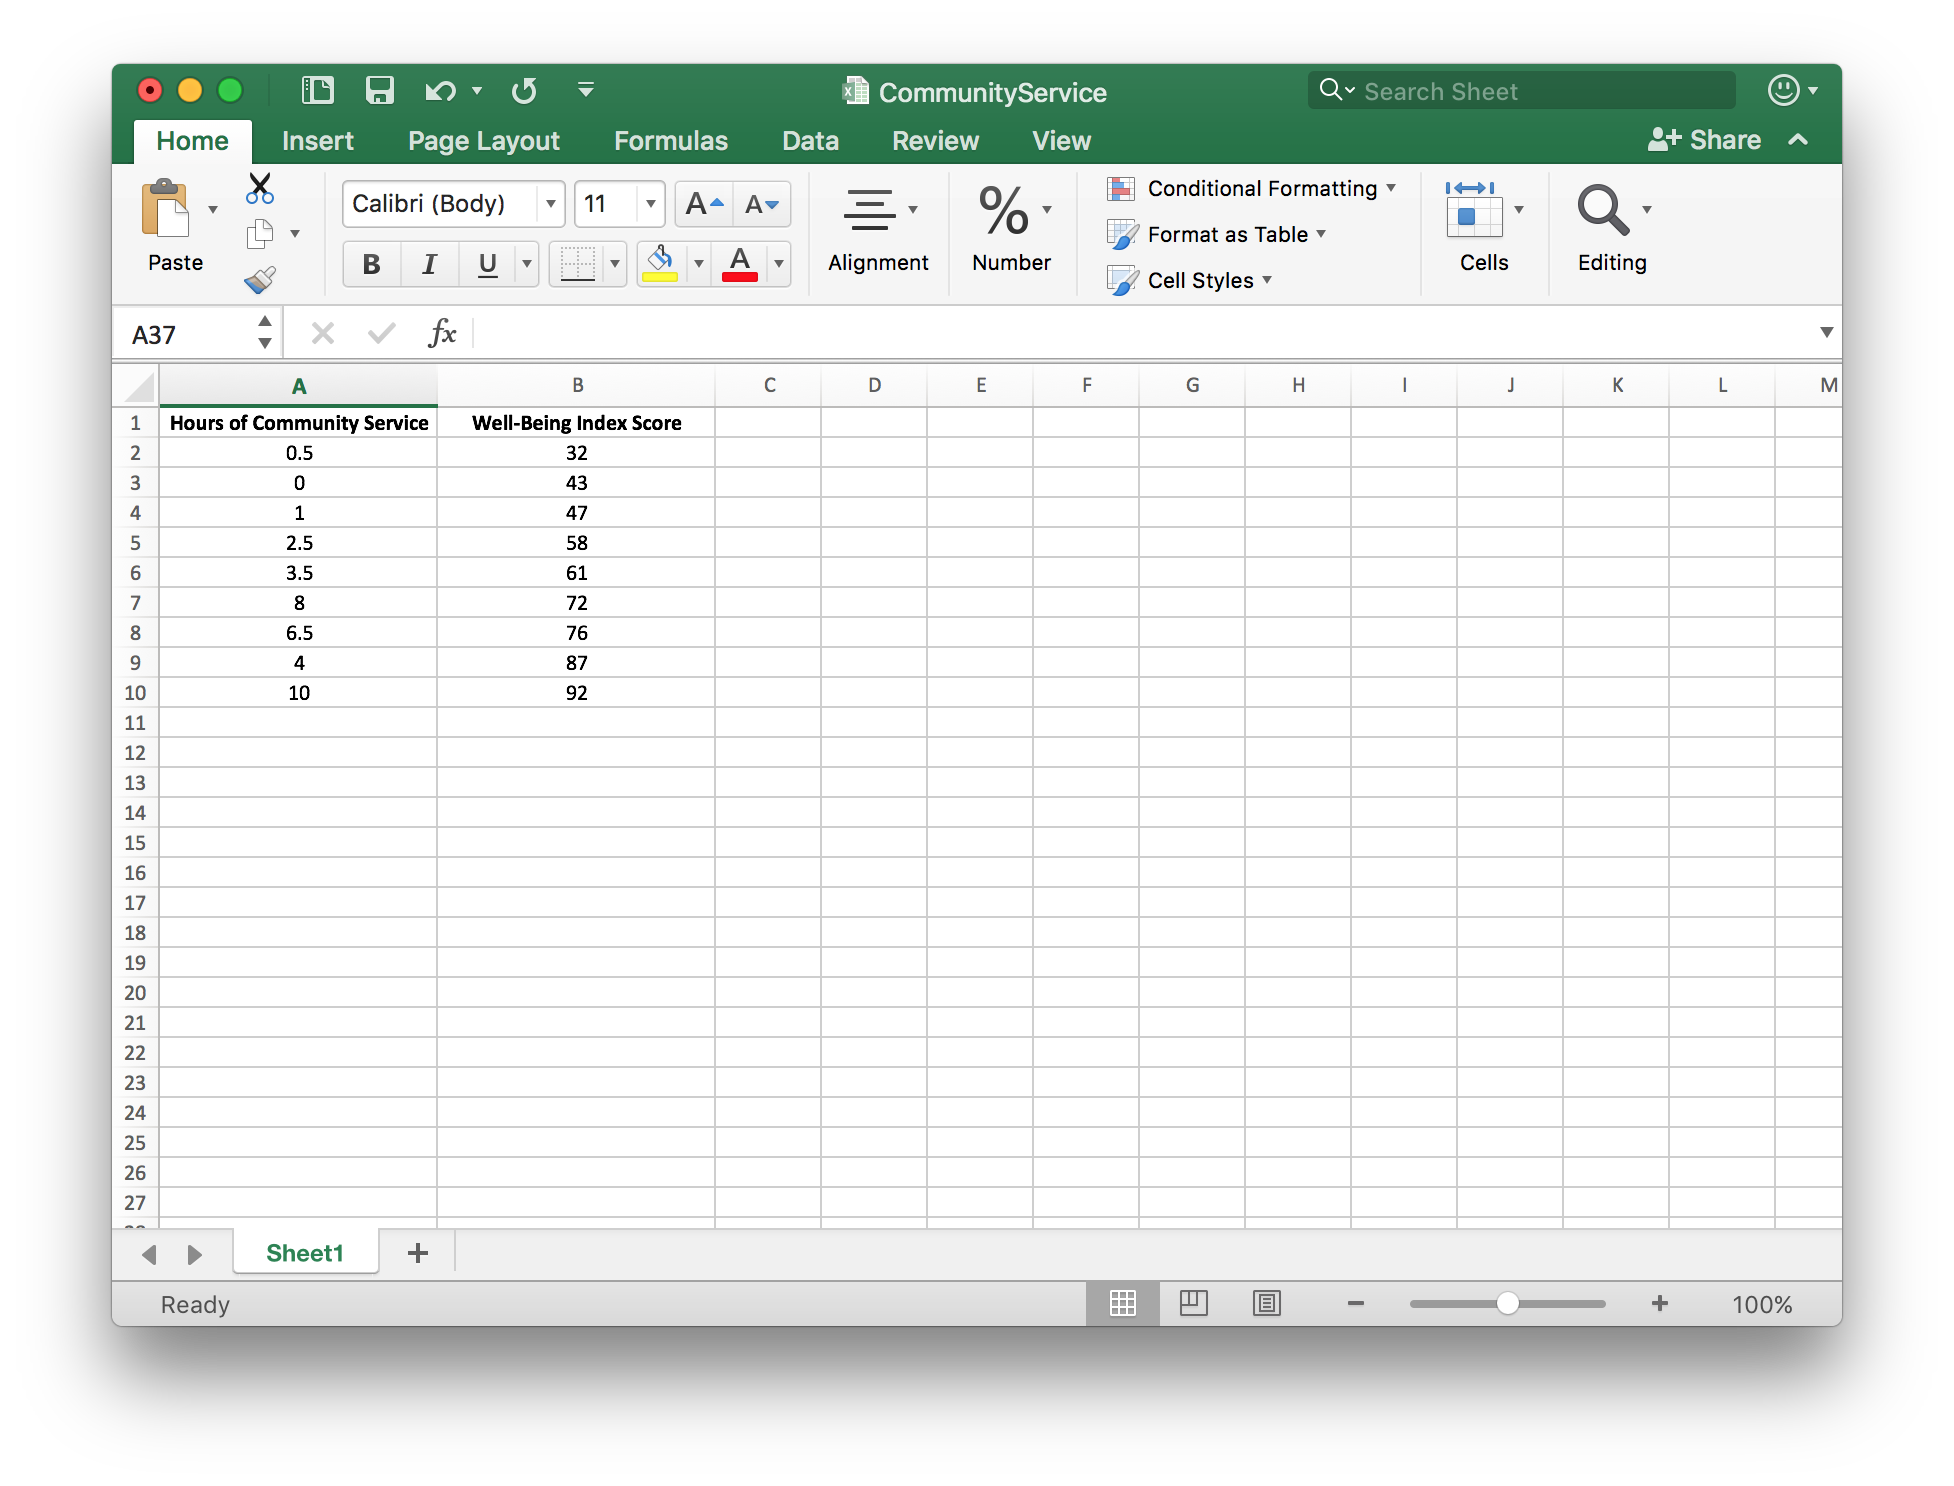 CommunityService
Search Sheet
Home Insert Page Layout Formulas Data Review View Share
Calibri (Body) 11 A A
Conditional Formatting
Format as Table
Cell Styles
B I U A
%
Paste Alignment Number Cells Editing
A37 fx
A B C D E F G H I J K L M
1 Hours of Community Service Well-Being Index Score
2 0.5 32
3 0 43
4 1 47
5 2.5 58
6 3.5 61
7 8 72
8 6.5 76
9 4 87
10 10 92
11
12
13
14
15
16
17
18
19
20
21
22
23
24
25
26
27
Sheet1 +
Ready 100%